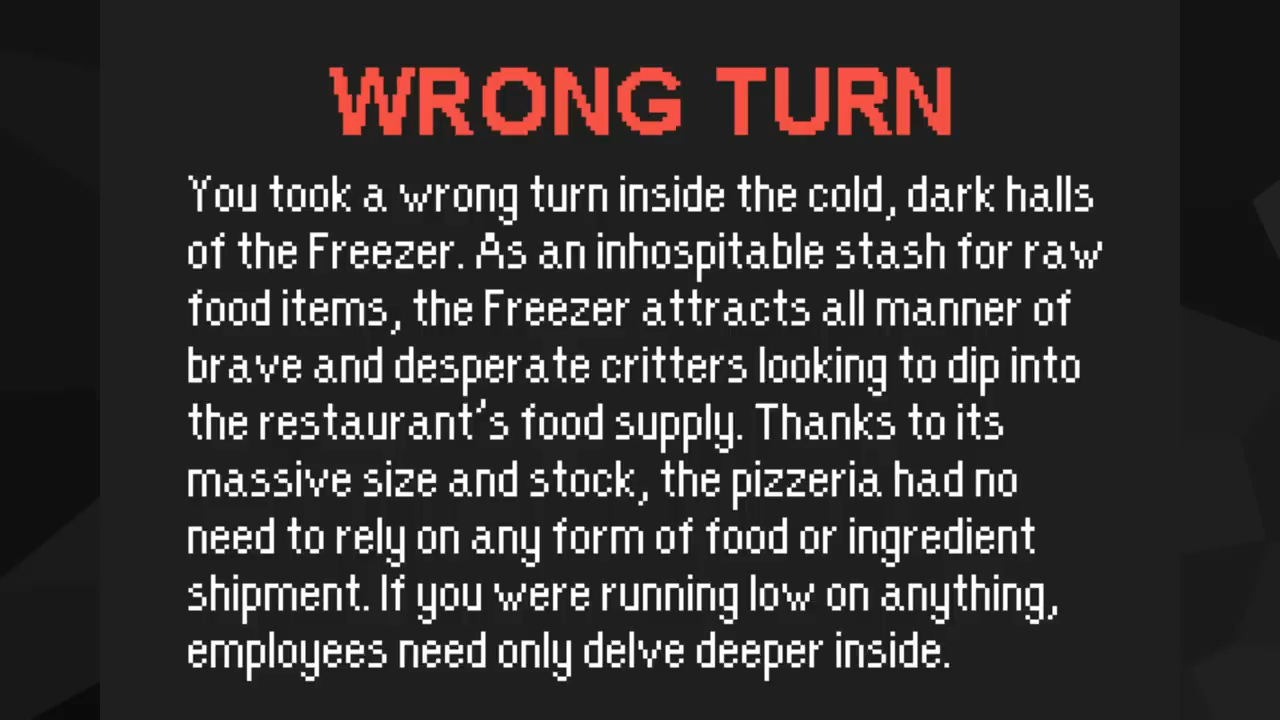 WRONG TURN
You took a wrong turn inside the cold, dark halls
of the Freezer. As an inhospitable stash for raw
food items, the Freezer attracts all manner of
brave and desperate critters looking to dip into
the restaurant's food supply. Thanks to its
massive size and stock, the pizzeria had no
need to rely on any form of food or ingredient
shipment. If you were running low on anything,
employees need only delve deeper inside.